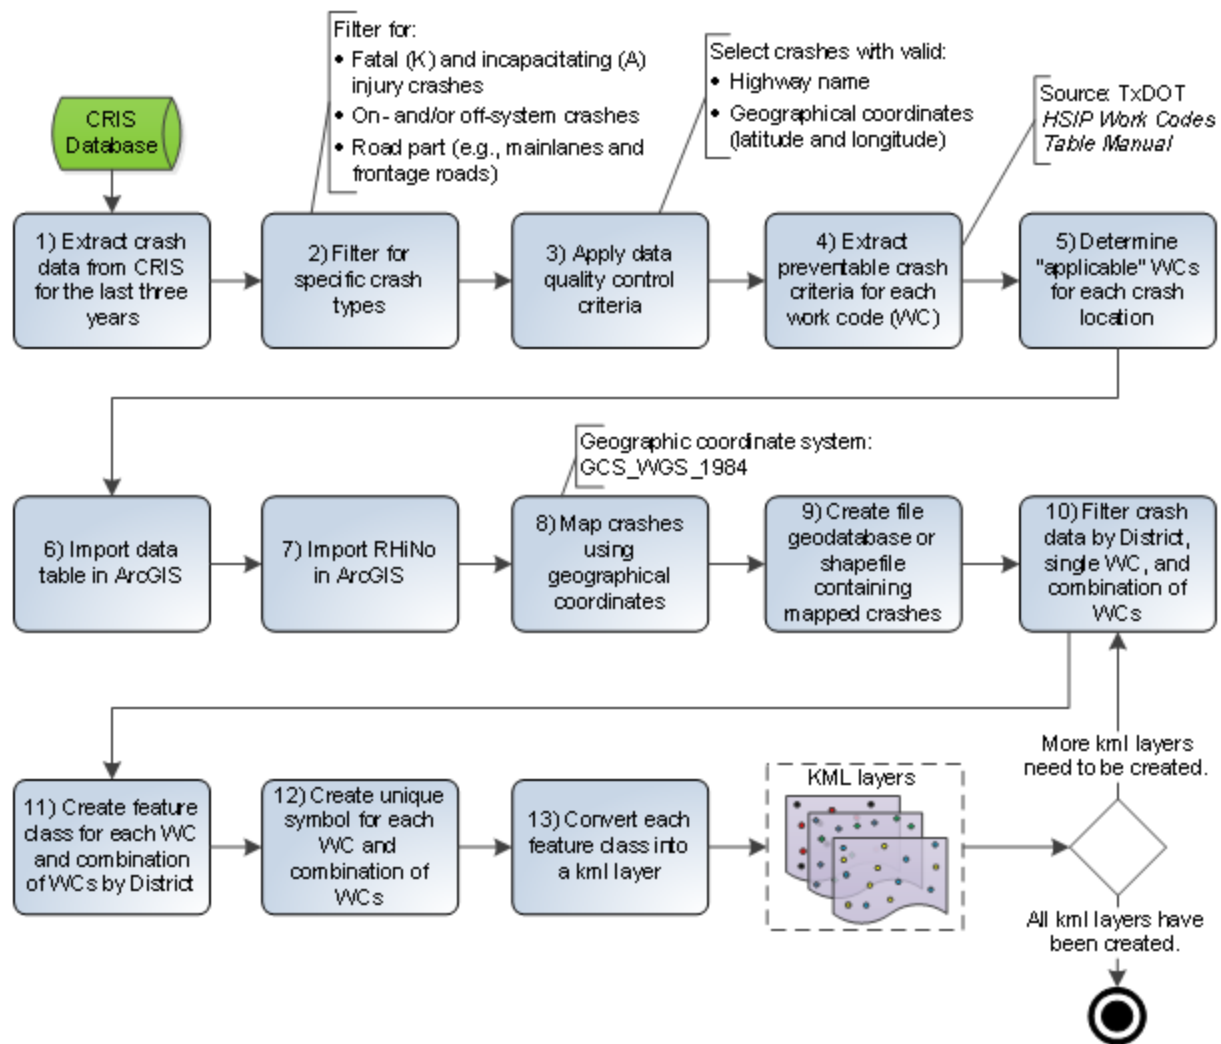 Filter for:
• Fatal (K) and incapacitating (A)
injury crashes
• On- and/or off-system crashes
• Road part (e.g., mainlanes and
frontage roads)
Select crashes with valid:
• Highway name
• Geographical coordinates
(latitude and longitude)
Source: TxDOT
HSIP Work Codes
Table Manual
CRIS
Database
1) Extract crash
data from CRIS
for the last three
years
2) Filter for
specific crash
types
3) Apply data
quality control
criteria
4) Extract
preventable crash
criteria for each
work code (WC)
5) Determine
"applicable" WCs
for each crash
location
Geographic coordinate system:
GCS_WGS_1984
6) Import data
table in ArcGIS
7) Import RHiNo
in ArcGIS
8) Map crashes
using
geographical
coordinates
9) Create file
geodatabase or
shapefile
containing
mapped crashes
10) Filter crash
data by District,
single WC, and
combination of
WCs
11) Create feature
class for each WC
and combination
of WCs by District
12) Create unique
symbol for each
WC and
combination of
WCs
13) Convert each
feature class into
a kml layer
KML layers
More kml layers
need to be created.
All kml layers have
been created.